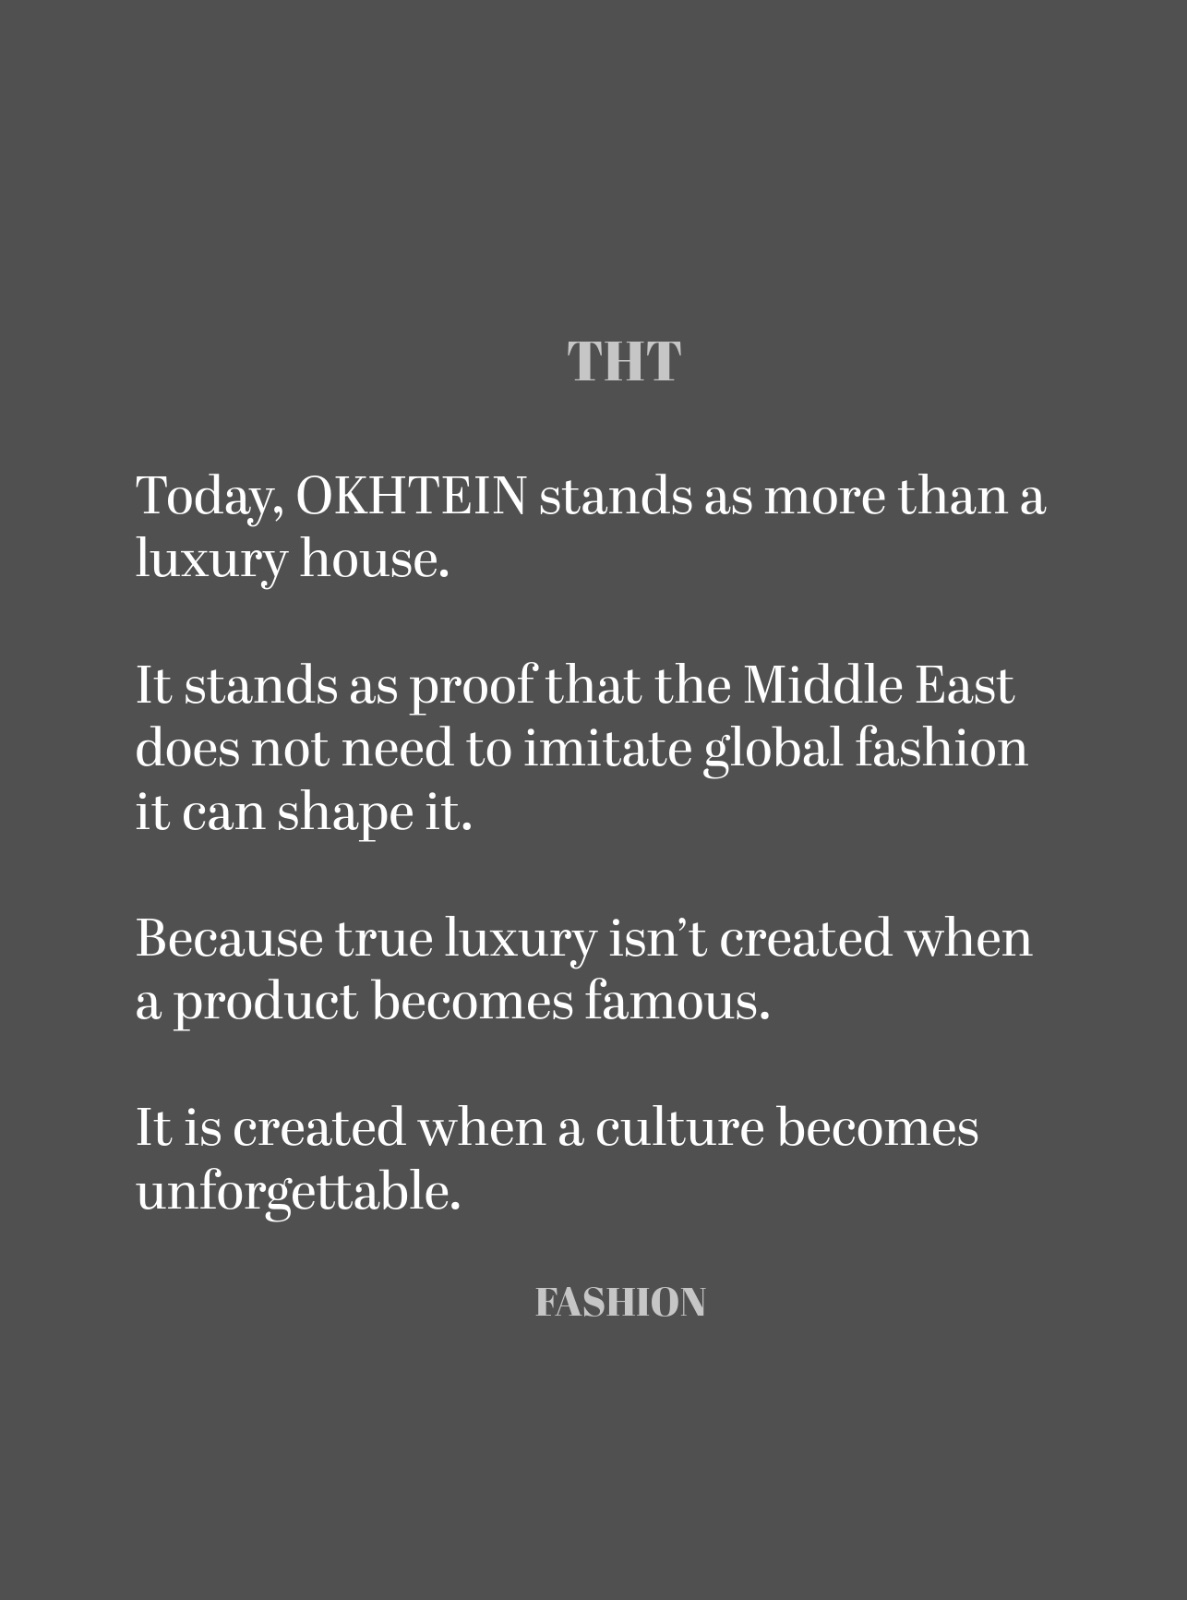 THT
Today, OKHTEIN stands as more than a
luxury house.
It stands as proof that the Middle East
does not need to imitate global fashion
it can shape it.
Because true luxury isn’t created when
a product becomes famous.
It is created when a culture becomes
unforgettable.
FASHION